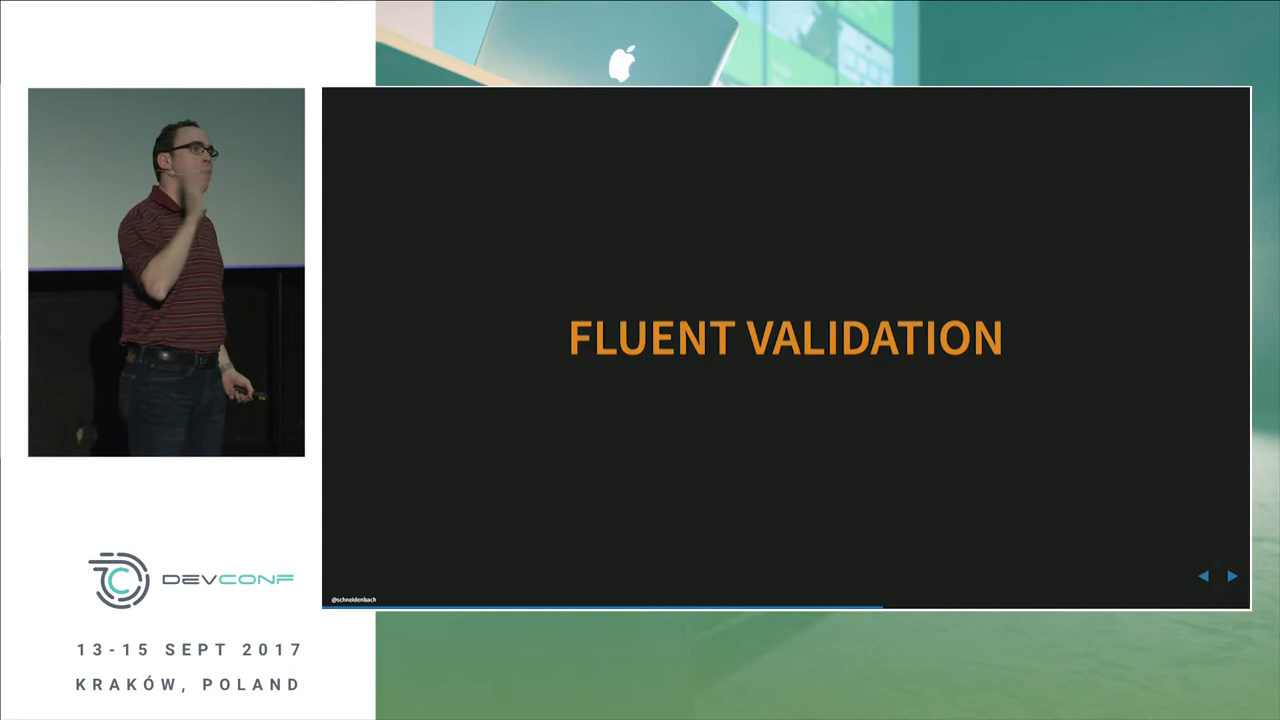 FLUENT VALIDATION
@schneidenbach
DEVCONF
13-15 SEPT 2017
KRAKÓW, POLAND